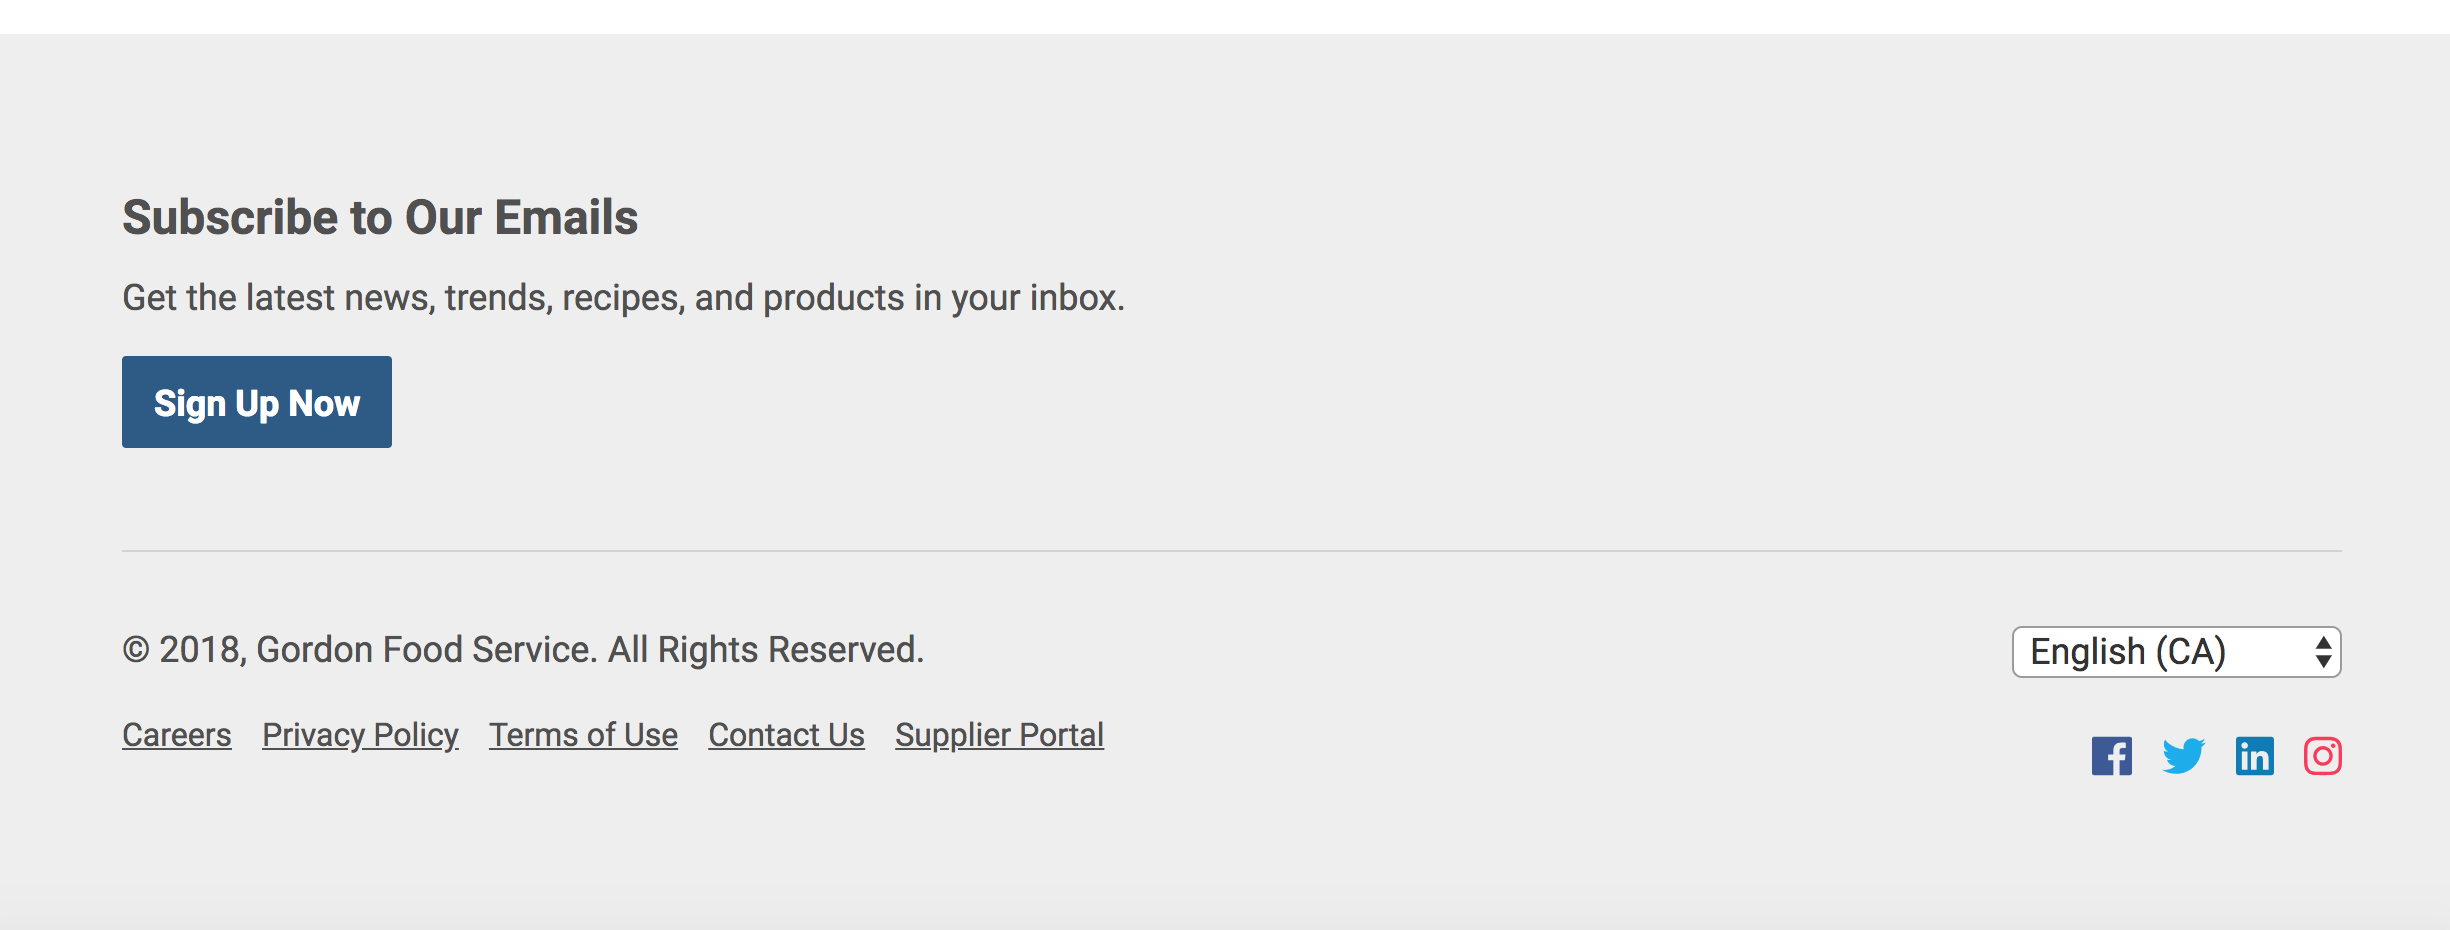 Subscribe to Our Emails
Get the latest news, trends, recipes, and products in your inbox.
Sign Up Now
© 2018, Gordon Food Service. All Rights Reserved.
English (CA)
Careers Privacy Policy Terms of Use Contact Us Supplier Portal